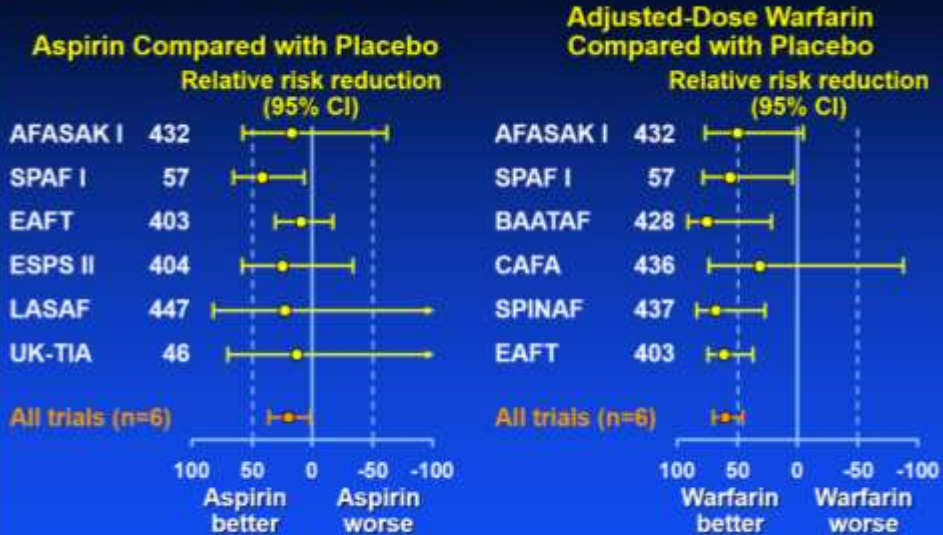 Aspirin Compared with Placebo
Relative risk reduction
(95% CI)
AFASAK I 432
SPAF I 57
EAFT 403
ESPS II 404
LASAF 447
UK-TIA 46
All trials (n=6)
100 50 0 -50 -100
Aspirin better
Aspirin worse
Adjusted-Dose Warfarin
Compared with Placebo
Relative risk reduction
(95% CI)
AFASAK I 432
SPAF I 57
BAATAF 428
CAFA 436
SPINAF 437
EAFT 403
All trials (n=6)
100 50 0 -50 -100
Warfarin better
Warfarin worse